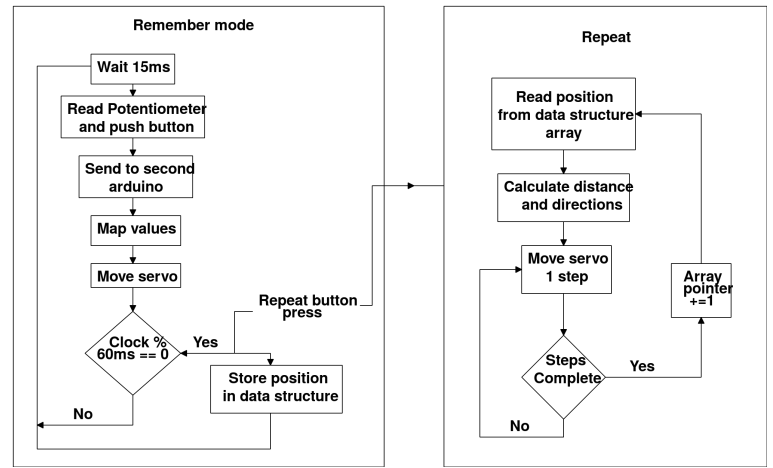 Remember mode
Wait 15ms
Read Potentiometer
and push button
Send to second
arduino
Map values
Move servo
Clock %
60ms == 0
Yes
No
Store position
in data structure
Repeat button
press
Repeat
Read position
from data structure
array
Calculate distance
and directions
Move servo
1 step
Steps
Complete
Yes
No
Array
pointer
+=1